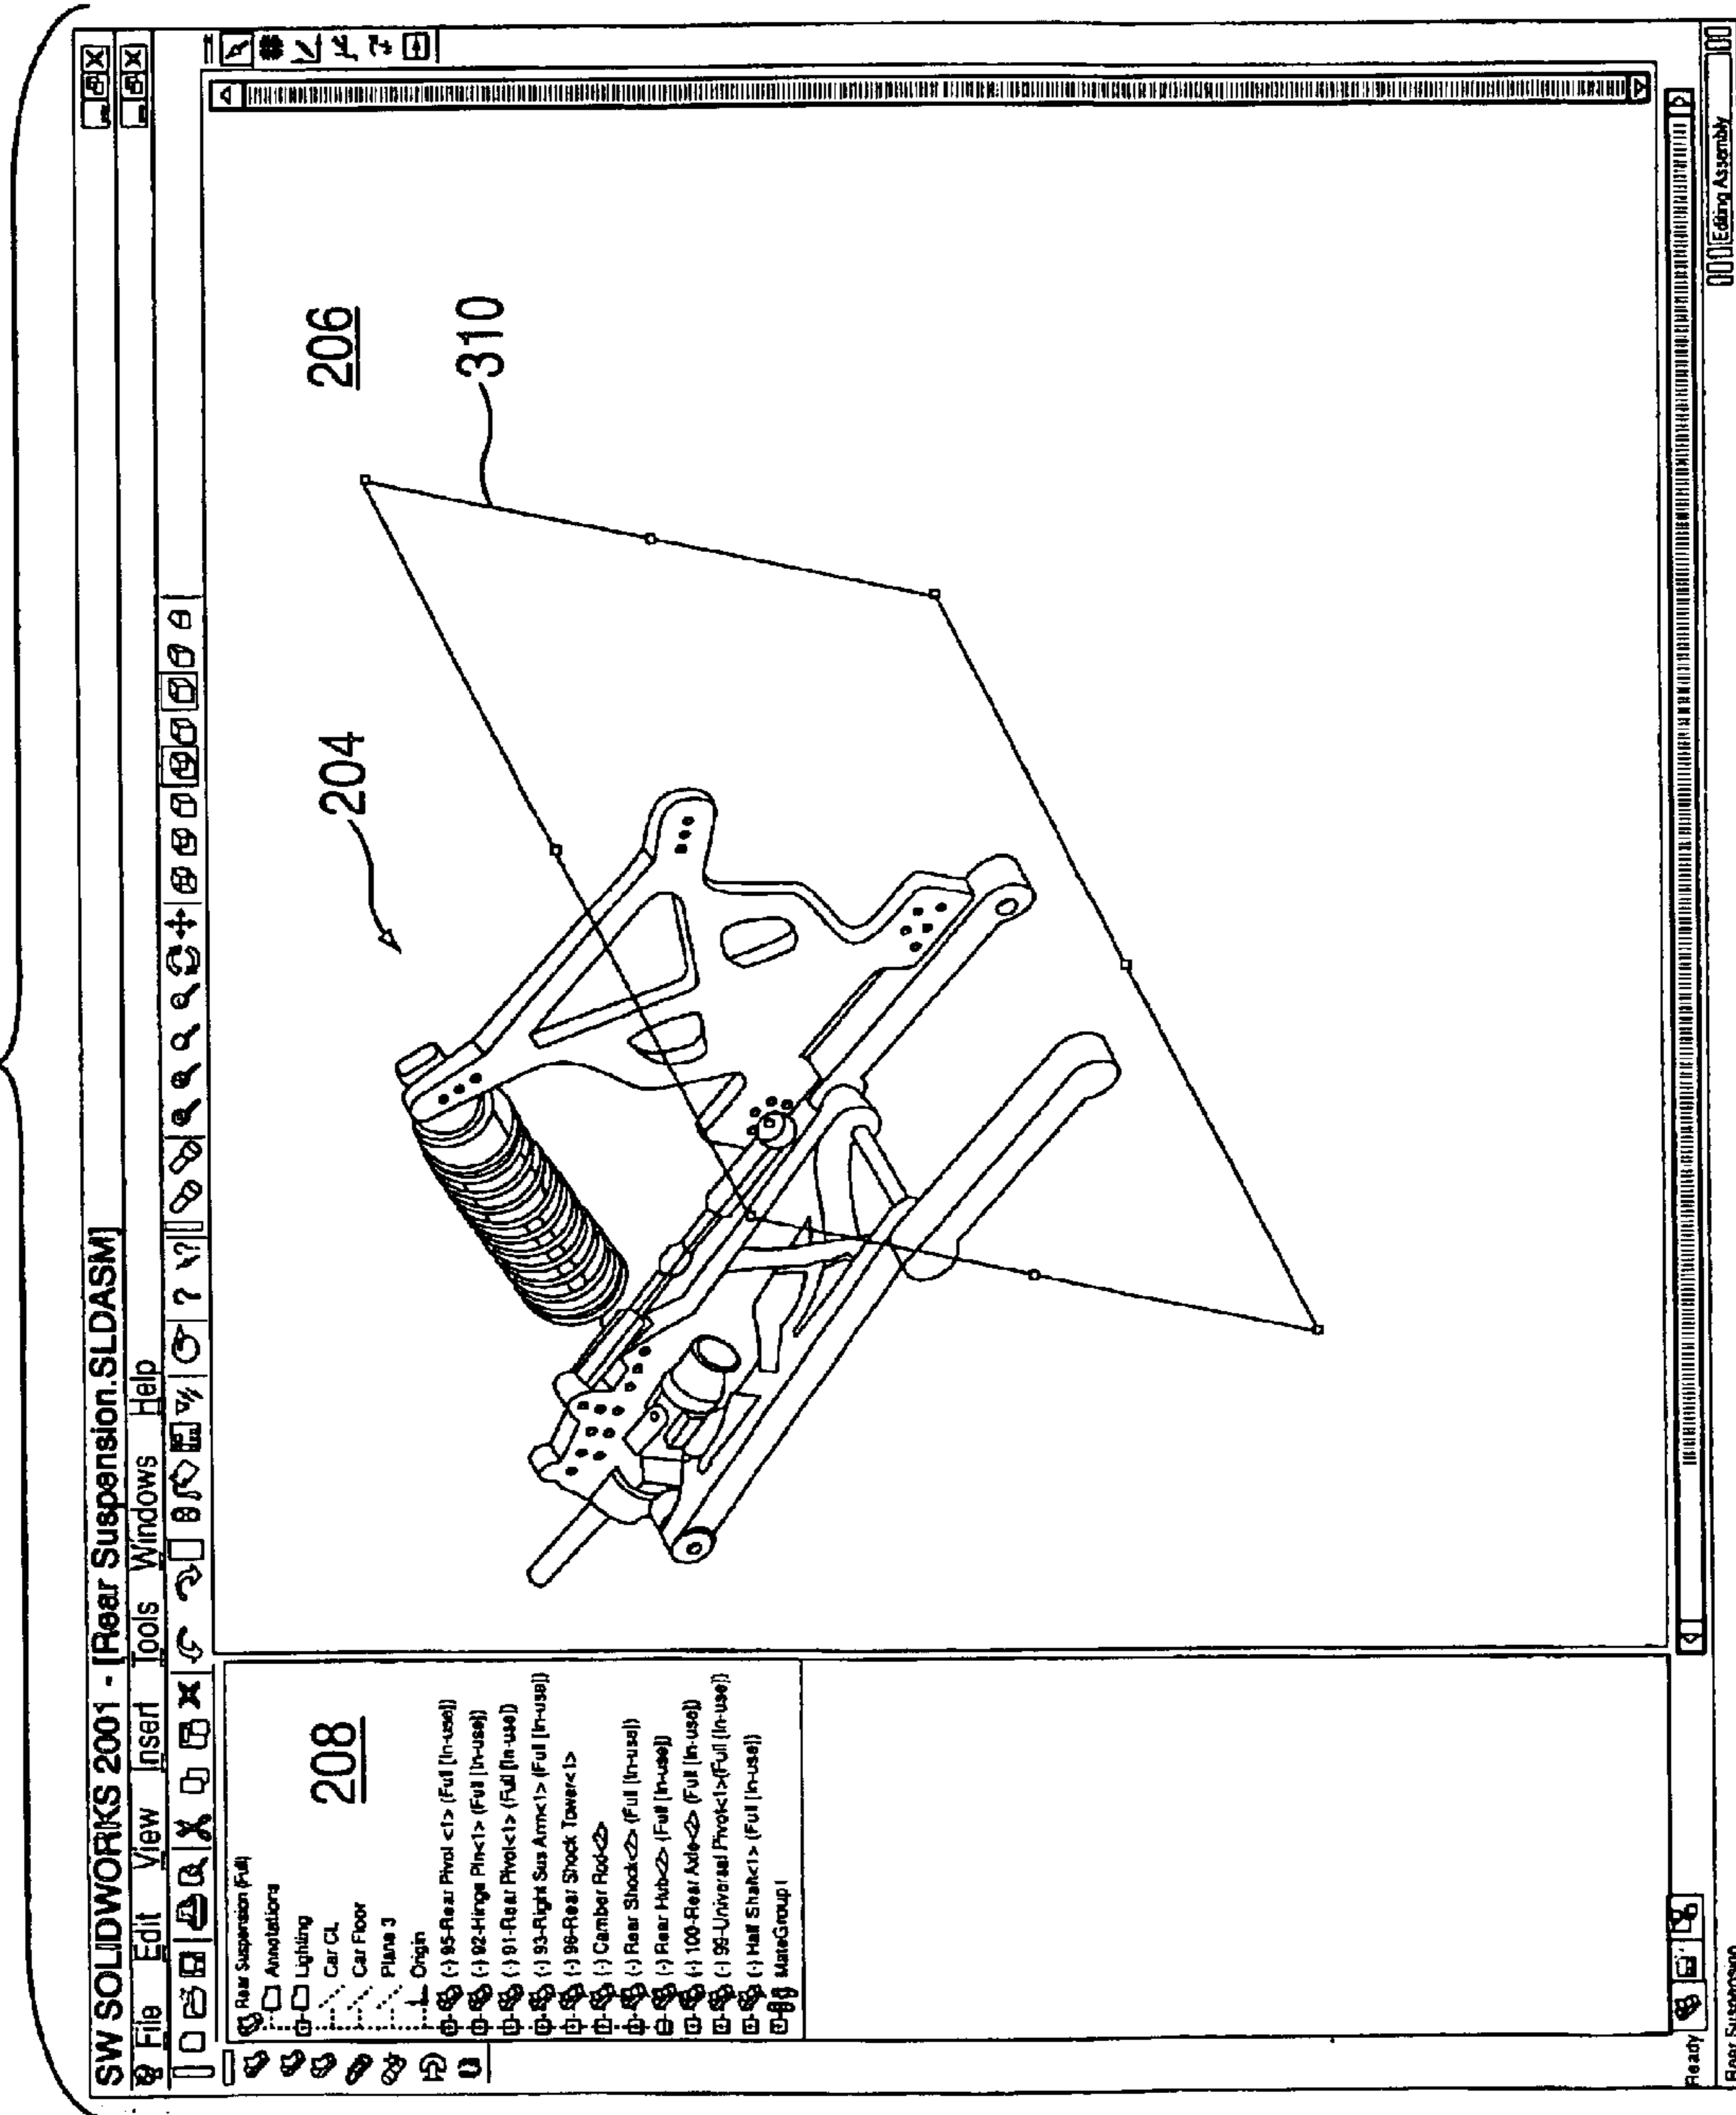 SW SOLIDWORKS 2001 - [Rear Suspension.SLDASM]
File Edit View Insert Tools Windows Help
208
Rear Suspension (Full)
Annotations
Lighting
Car CL
Car Floor
Plane 3
Origin
(-) 95-Rear Pivot <1> (Full [In-use])
(-) 92-Hinge Pin<1> (Full [In-use])
(-) 91-Rear Pivot<1> (Full [In-use])
(-) 93-Right Sus Arm<1> (Full [In-use])
(-) 96-Rear Shock Tower<1>
(-) Camber Rod<2>
(-) Rear Shock<2> (Full [In-use])
(-) Rear Hub<2> (Full [In-use])
(-) 100-Rear Axle<2> (Full [In-use])
(-) 99-Universal Pivot<1>(Full [In-use])
(-) Half Shaft<1> (Full [In-use])
MateGroup1
204
206
310
Ready
Rear Suspension
Editing Assembly